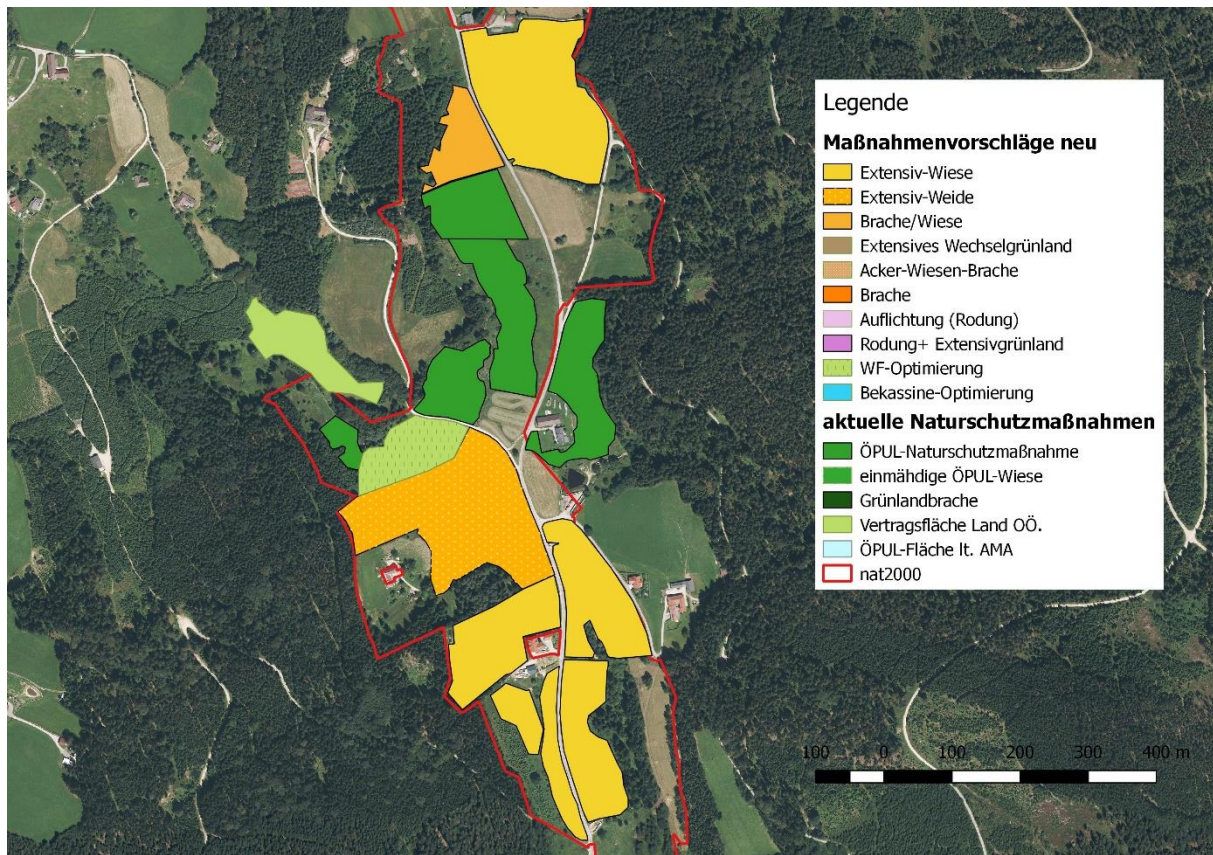 Legende
Maßnahmenvorschläge neu
Extensiv-Wiese
Extensiv-Weide
Brache/Wiese
Extensives Wechselgrünland
Acker-Wiesen-Brache
Brache
Auflichtung (Rodung)
Rodung+ Extensivgrünland
WF-Optimierung
Bekassine-Optimierung
aktuelle Naturschutzmaßnahmen
ÖPUL-Naturschutzmaßnahme
einmähdige ÖPUL-Wiese
Grünlandbrache
Vertragsfläche Land OÖ.
ÖPUL-Fläche lt. AMA
nat2000
100 0 100 200 300 400 m